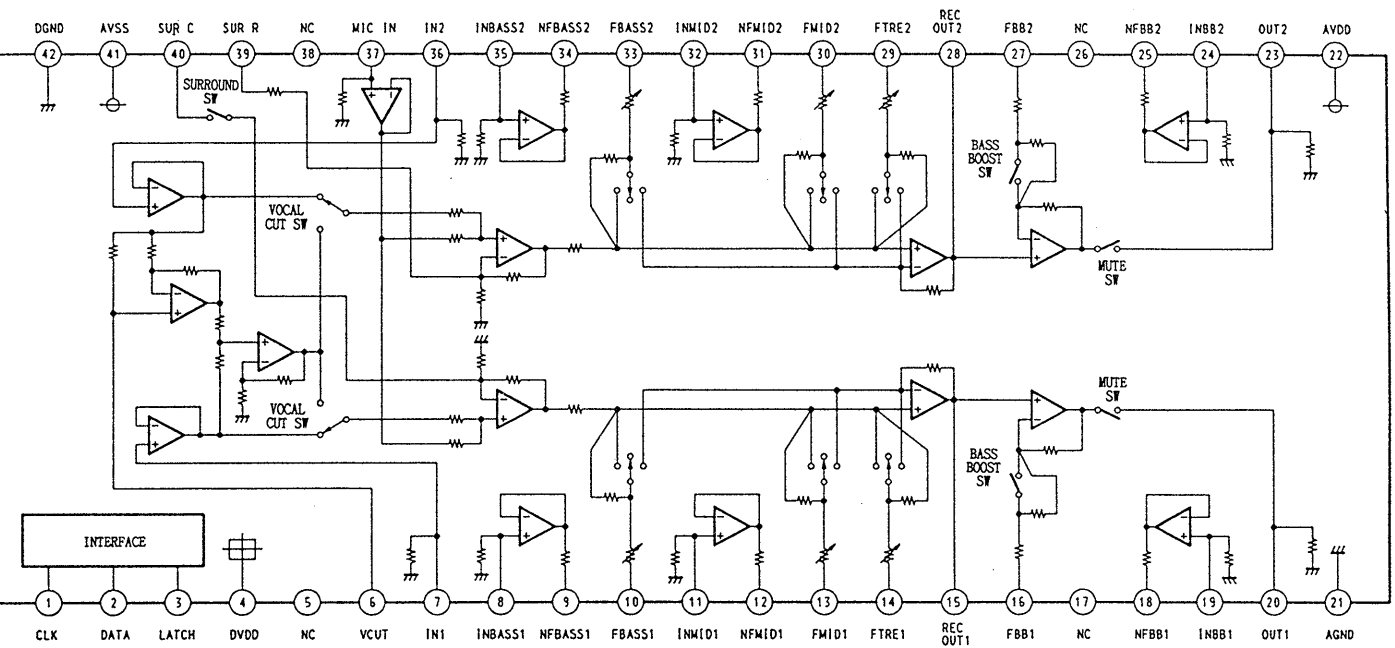 DGND AVSS SUR C SUR R NC MIC IN IN2 INBASS2 NFBASS2 FBASS2 INMID2 NFMID2 FMID2 FTRE2 REC OUT2 FBB2 NC NFBB2 INBB2 OUT2 AVDD
42 41 40 39 38 37 36 35 34 33 32 31 30 29 28 27 26 25 24 23 22
SURROUND
SW
BASS
BOOST
SW
VOCAL
CUT SW
MUTE
SW
VOCAL
CUT SW
MUTE
SW
BASS
BOOST
SW
INTERFACE
1 2 3 4 5 6 7 8 9 10 11 12 13 14 15 16 17 18 19 20 21
CLK DATA LATCH DVDD NC VCUT IN1 INBASS1 NFBASS1 FBASS1 INMID1 NFMID1 FMID1 FTRE1 REC OUT1 FBB1 NC NFBB1 INBB1 OUT1 AGND